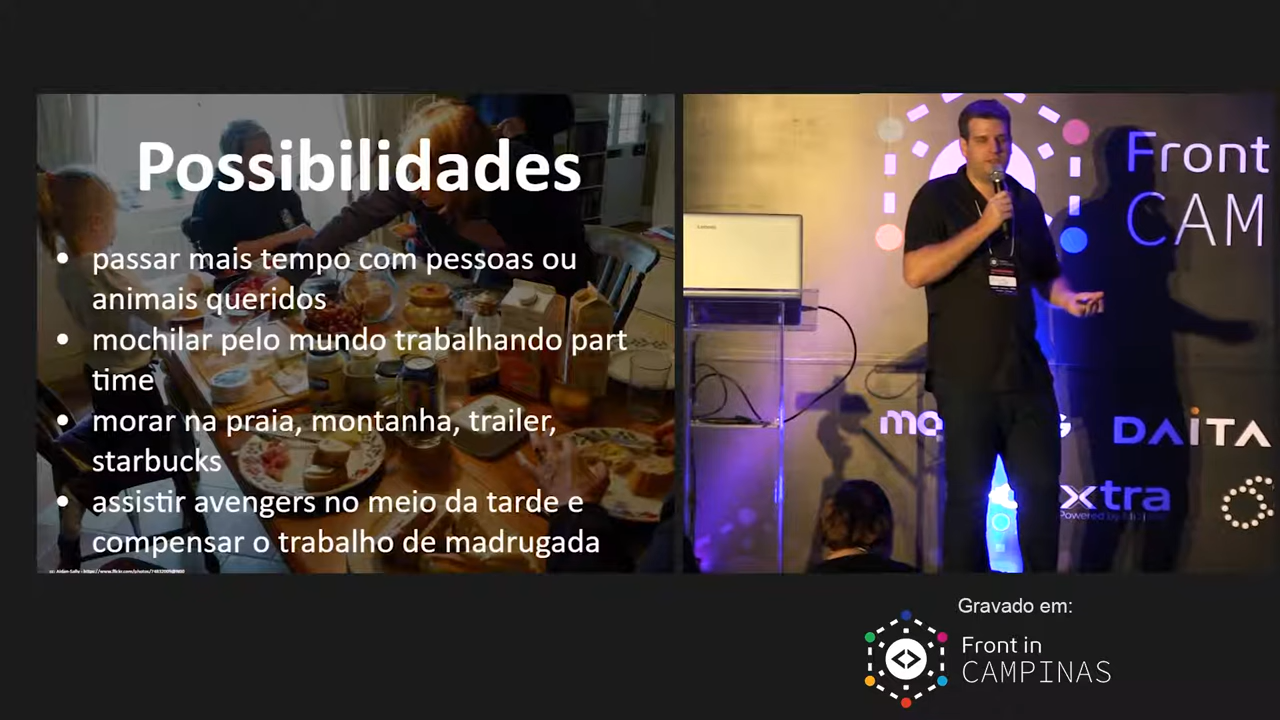 Possibilidades
• passar mais tempo com pessoas ou
animais queridos
• mochilar pelo mundo trabalhando part
time
• morar na praia, montanha, trailer,
starbucks
• assistir avengers no meio da tarde e
compensar o trabalho de madrugada
Front
CAM
DAiTA
xtra
Powered by
Gravado em:
Front in
CAMPINAS